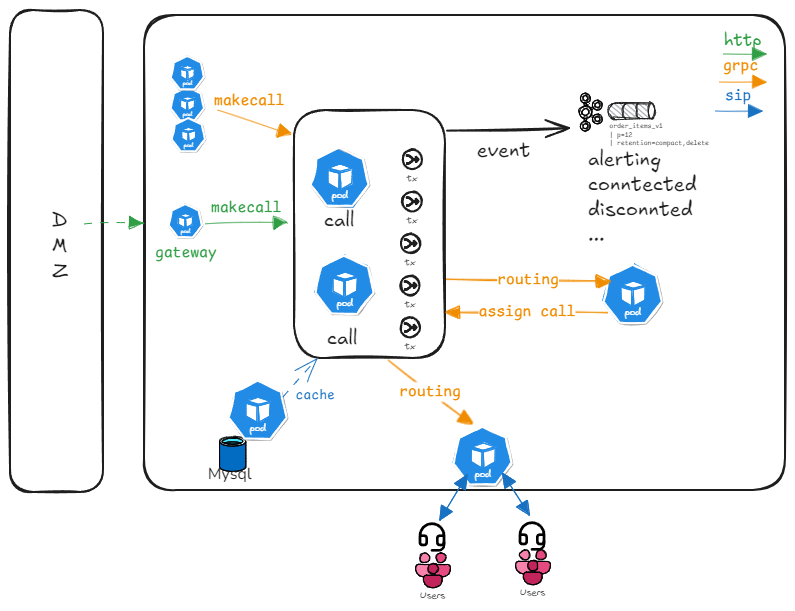 D
M
Z
http
grpc
sip
pod
pod
pod
makecall
makecall
gateway
pod
call
pod
call
tx
tx
tx
tx
tx
event
order_items_v1
| p=12
| retention=compact,delete
alerting
conntected
disconnted
...
routing
assign call
pod
cache
pod
Mysql
routing
pod
Users
Users